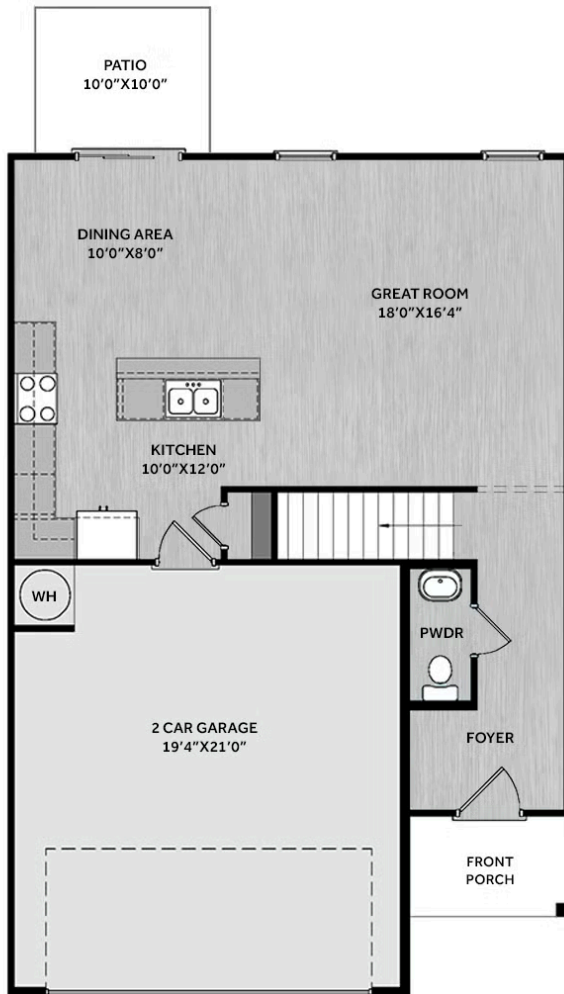 PATIO
10'0"X10'0"
DINING AREA
10'0"X8'0"
GREAT ROOM
18'0"X16'4"
KITCHEN
10'0"X12'0"
WH
PWDR
2 CAR GARAGE
19'4"X21'0"
FOYER
FRONT
PORCH